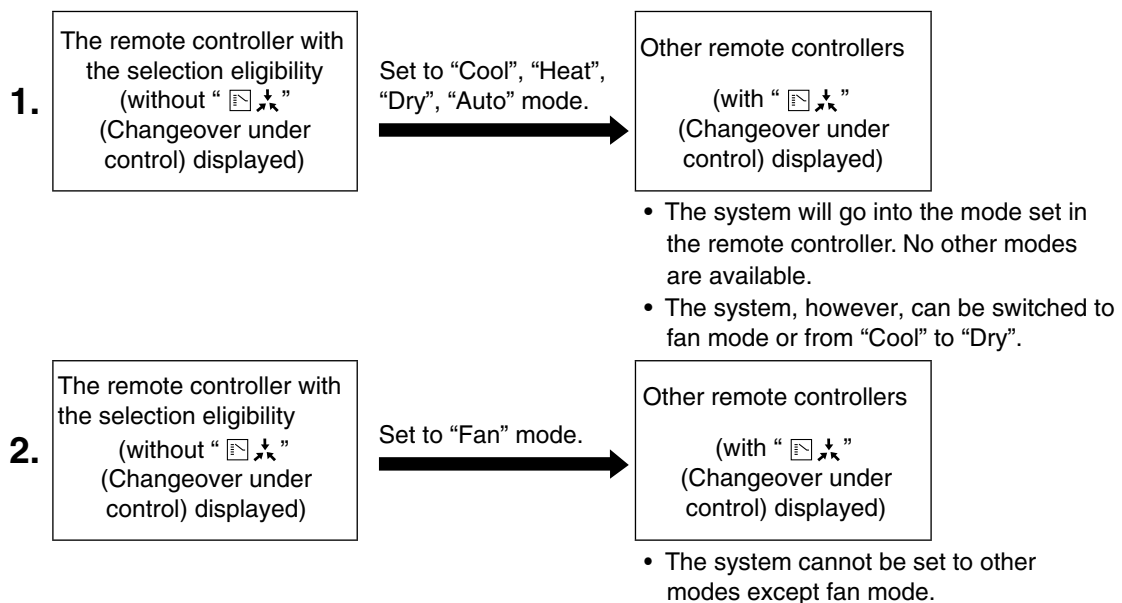 1.
The remote controller with
the selection eligibility
(without “ ”
(Changeover under
control) displayed)
Set to “Cool”, “Heat”,
“Dry”, “Auto” mode.
Other remote controllers
(with “ ”
(Changeover under
control) displayed)
• The system will go into the mode set in
the remote controller. No other modes
are available.
• The system, however, can be switched to
fan mode or from “Cool” to “Dry”.
2.
The remote controller with
the selection eligibility
(without “ ”
(Changeover under
control) displayed)
Set to “Fan” mode.
Other remote controllers
(with “ ”
(Changeover under
control) displayed)
• The system cannot be set to other
modes except fan mode.